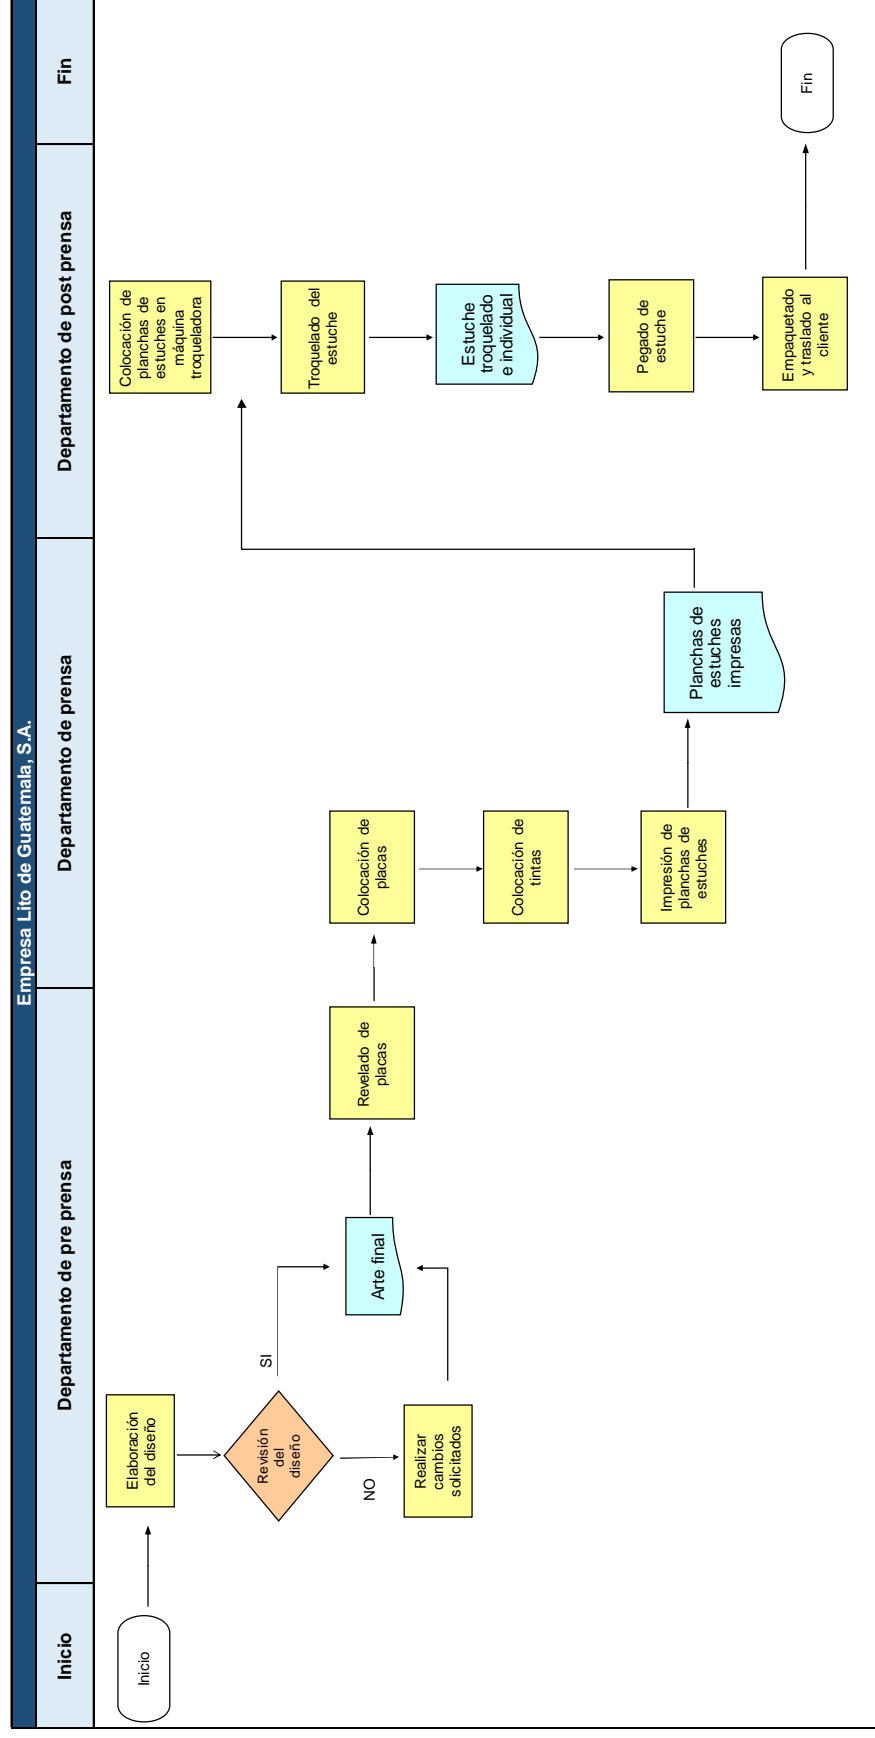 Empresa Lito de Guatemala, S.A.
Inicio
Departamento de pre prensa
Departamento de prensa
Departamento de post prensa
Fin
Inicio
Elaboración
del diseño
Revisión
del
diseño
SI
NO
Realizar
cambios
solicitados
Arte final
Revelado de
placas
Colocación de
placas
Colocación de
tintas
Impresión de
planchas de
estuches
Planchas de
estuches
impresas
Colocación de
planchas de
estuches en
máquina
troqueladora
Troquelado del
estuche
Estuche
troquelado
e individual
Pegado de
estuche
Empaquetado
y traslado al
cliente
Fin